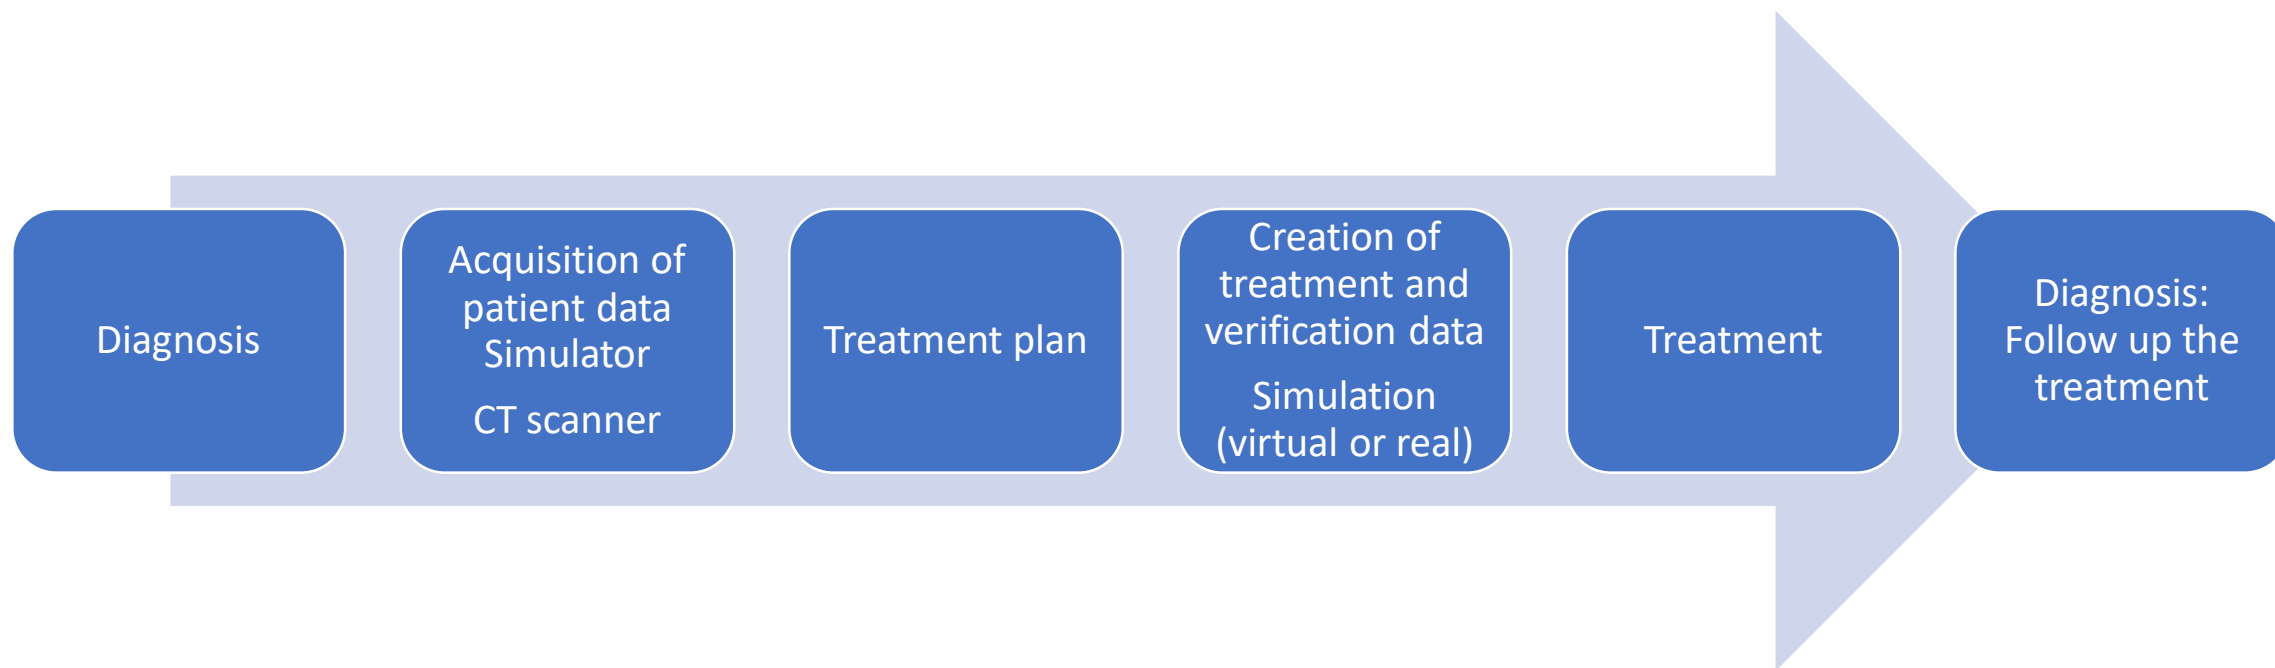 Diagnosis
Acquisition of
patient data
Simulator
CT scanner
Treatment plan
Creation of
treatment and
verification data
Simulation
(virtual or real)
Treatment
Diagnosis:
Follow up the
treatment